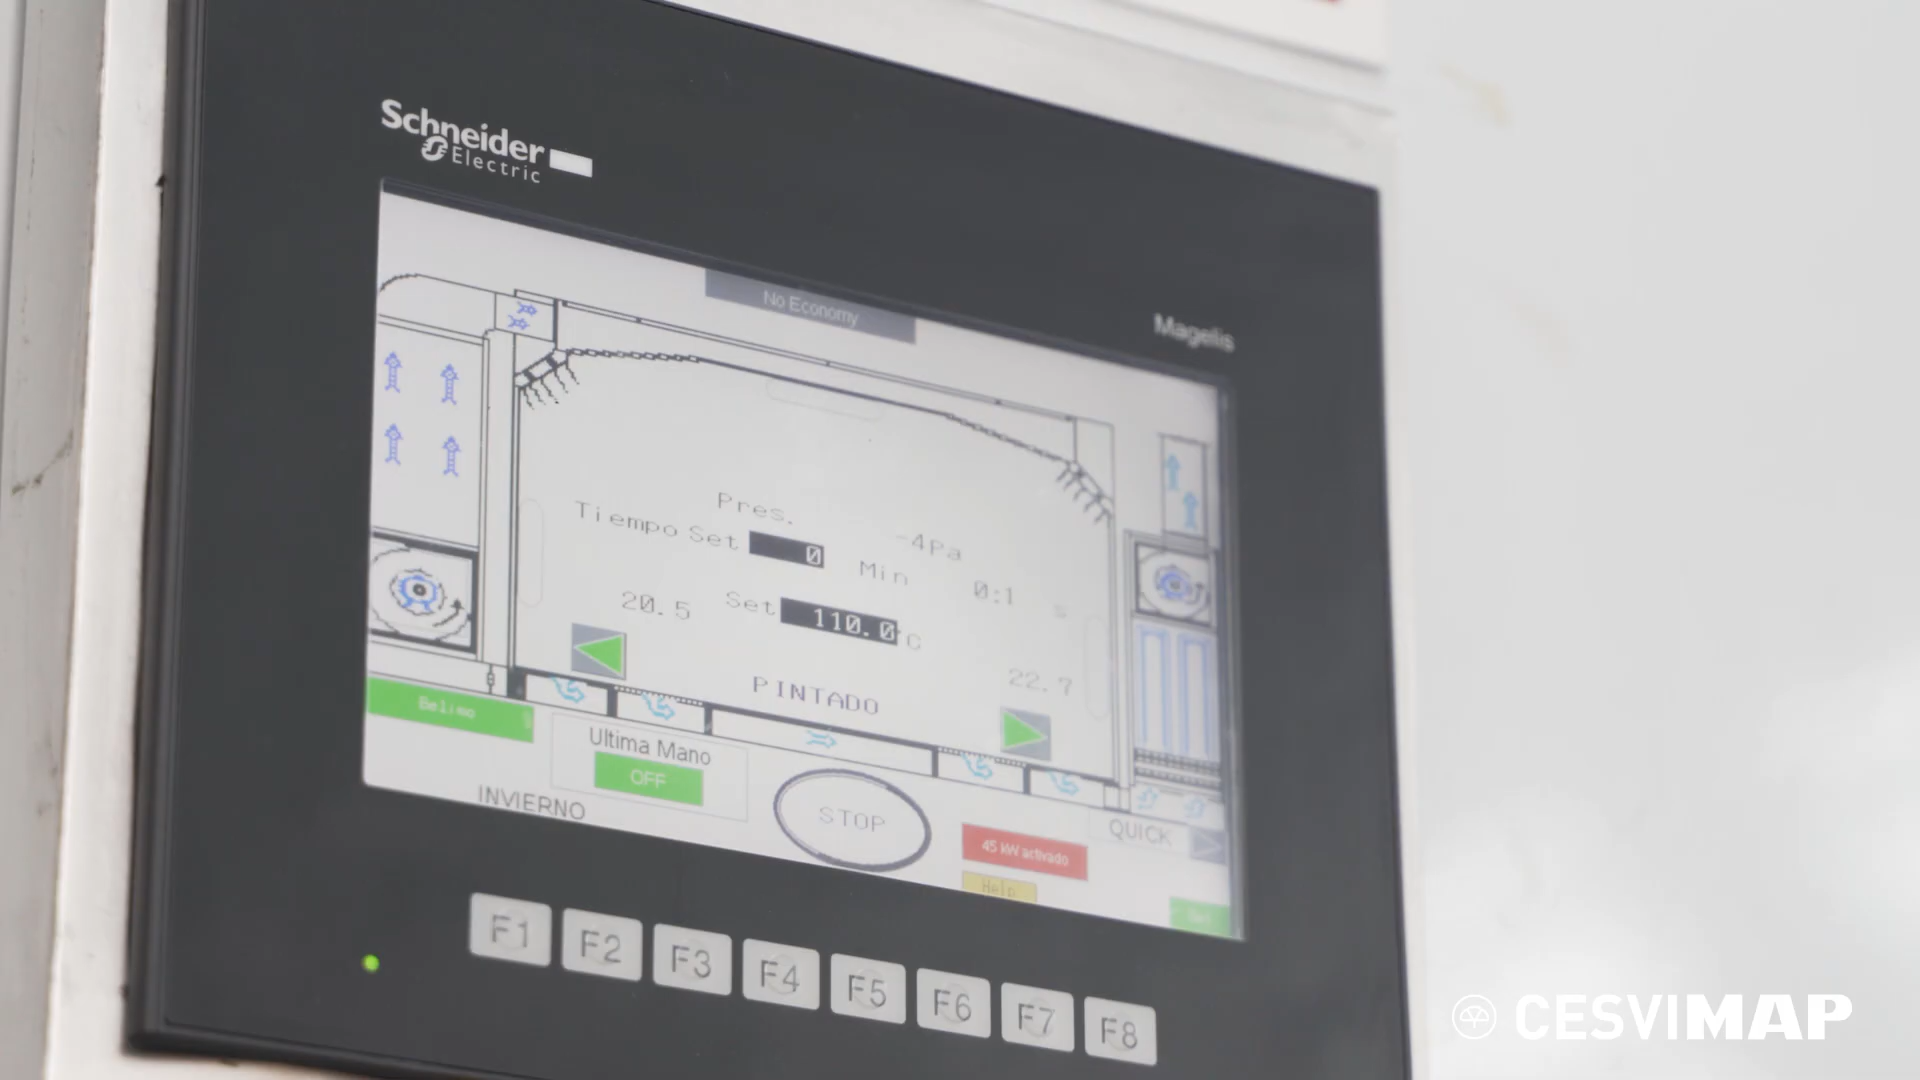 Schneider
Electric
Magelis
No Economy
Pres.
-4Pa
Tiempo Set 0 Min 0:1 s
20.5 Set 110.0 °C
22.7
PINTADO
Belimo
Ultima Mano
OFF
INVIERNO
STOP
45 kW activado
QUICK
Help
F1 F2 F3 F4 F5 F6 F7 F8
CESVIMAP